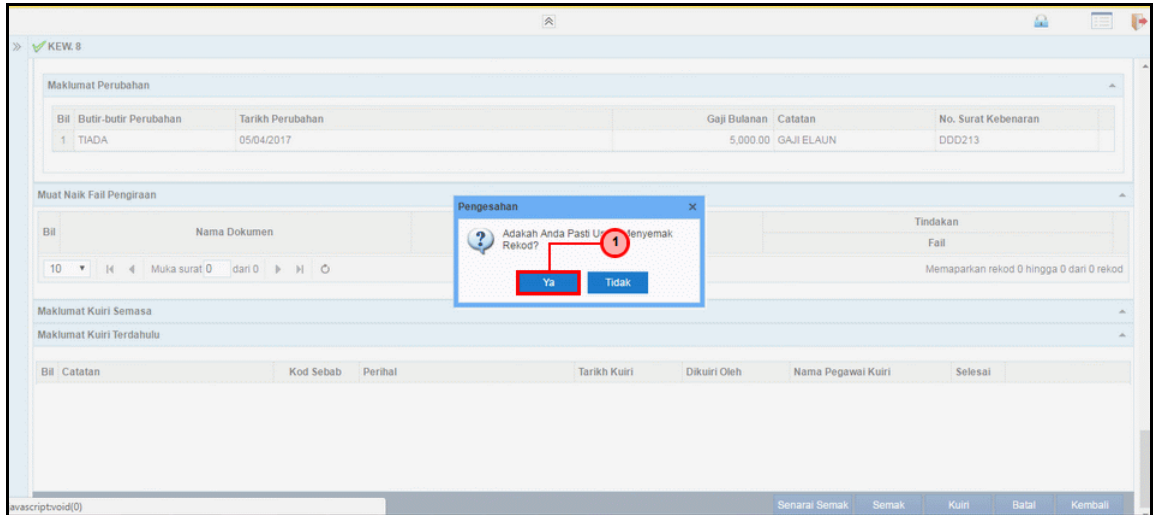 KEW. 8
Maklumat Perubahan
Bil Butir-butir Perubahan Tarikh Perubahan Gaji Bulanan Catatan No. Surat Kebenaran
1 TIADA 05/04/2017 5,000.00 GAJI ELAUN DDD213
Muat Naik Fail Pengiraan
Bil Nama Dokumen Tindakan
Fail
10 Muka surat 0 dari 0 Memaparkan rekod 0 hingga 0 dari 0 rekod
Pengesahan
Adakah Anda Pasti
Rekod?
1
Ya Tidak
Maklumat Kuiri Semasa
Maklumat Kuiri Terdahulu
Bil Catatan Kod Sebab Perihal Tarikh Kuiri Dikuiri Oleh Nama Pegawai Kuiri Selesai
avascript:void(0)
Senarai Semak Semak Kuiri Batal Kembali